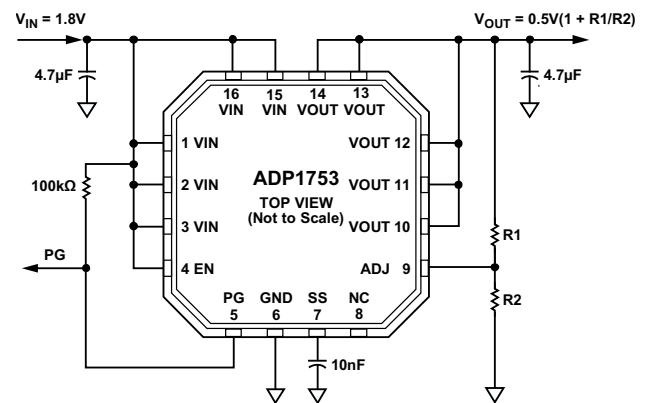 VIN = 1.8V
VOUT = 0.5V(1 + R1/R2)
4.7µF
4.7µF
16
VIN
15
VIN
14
VOUT
13
VOUT
1 VIN
2 VIN
3 VIN
4 EN
ADP1753
TOP VIEW
(Not to Scale)
VOUT 12
VOUT 11
VOUT 10
ADJ 9
100kΩ
PG
R1
R2
PG
5
GND
6
SS
7
NC
8
10nF